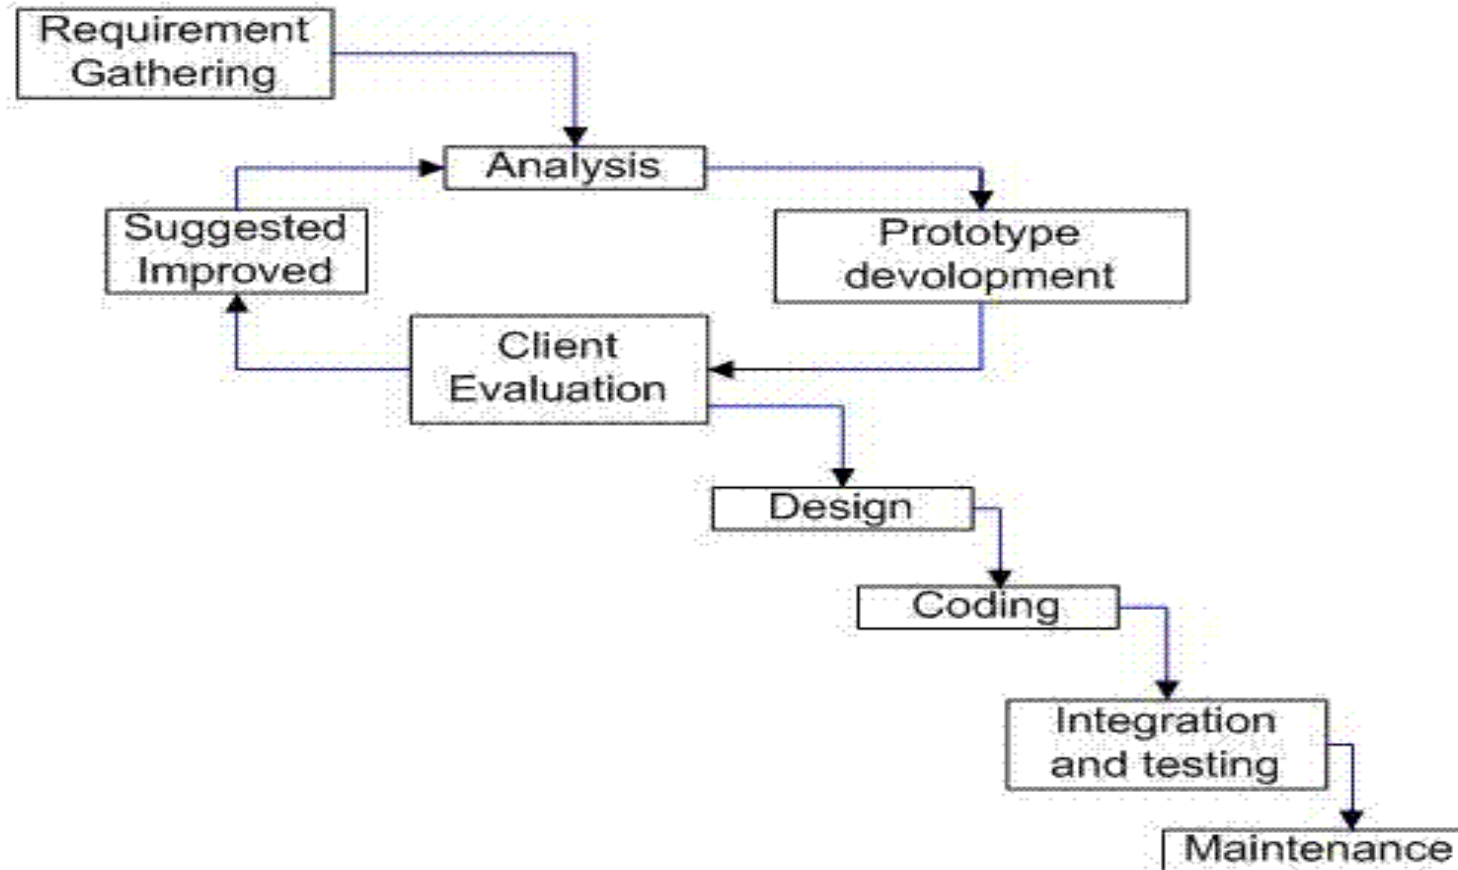 Requirement
Gathering
Analysis
Suggested
Improved
Prototype
devolopment
Client
Evaluation
Design
Coding
Integration
and testing
Maintenance